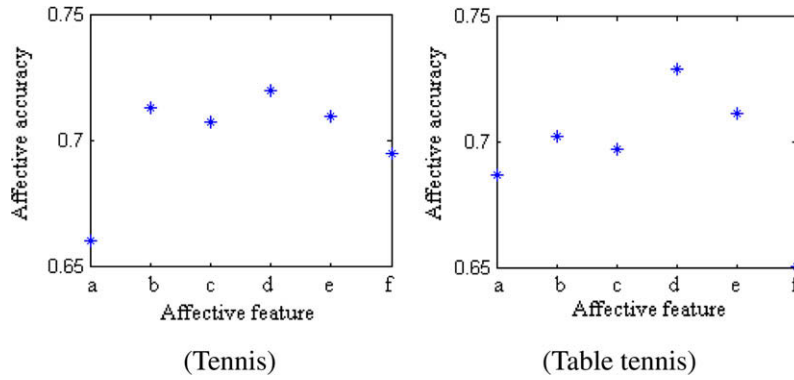 0.75
0.7
0.65
Affective accuracy
a b c d e f
Affective feature
(Tennis)
0.75
0.7
0.65
Affective accuracy
a b c d e f
Affective feature
(Table tennis)